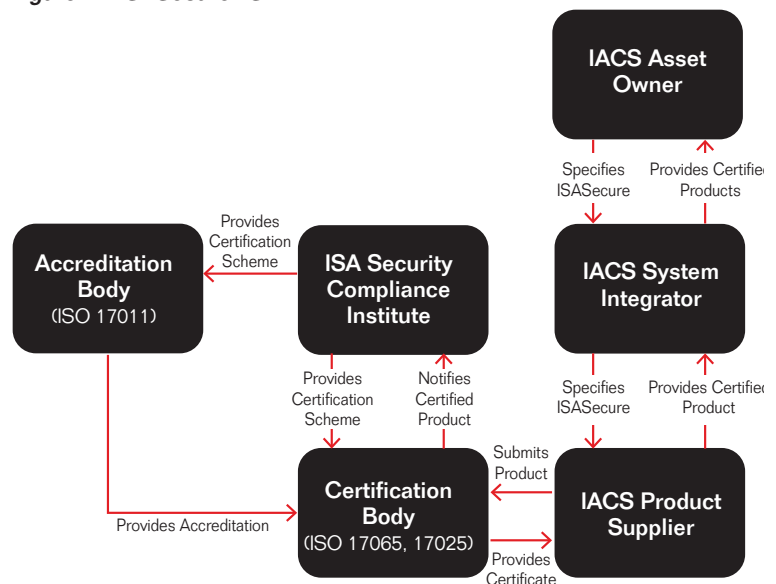 IACS Asset
Owner
Specifies
ISASecure
Provides Certified
Products
Provides
Certification
Scheme
Accreditation
Body
(ISO 17011)
ISA Security
Compliance
Institute
IACS System
Integrator
Provides
Certification
Scheme
Notifies
Certified
Product
Specifies
ISASecure
Provides Certified
Product
Submits
Product
Certification
Body
(ISO 17065, 17025)
IACS Product
Supplier
Provides Accreditation
Provides
Certificate